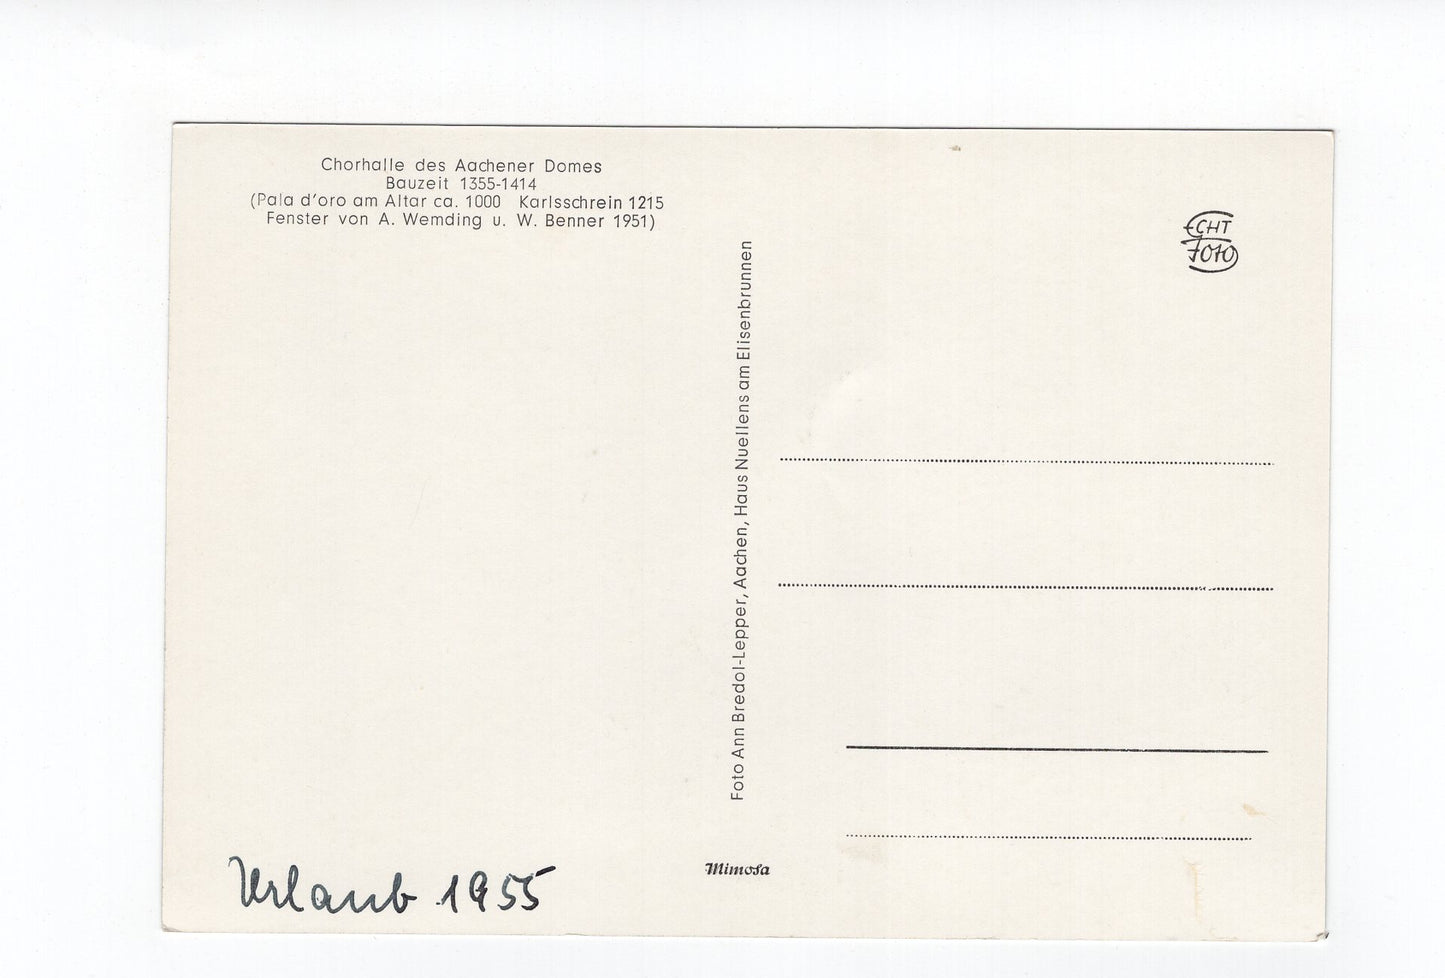 Chorhalle des Aachener Domes
Bauzeit 1355-1414
(Pala d'oro am Altar ca. 1000 Karlsschrein 1215
Fenster von A. Wemding u. W. Benner 1951)
ECHT
FOTO
Foto Ann Bredol-Lepper, Aachen, Haus Nuellens am Elisenbrunnen
Mimosa
Urlaub 1955